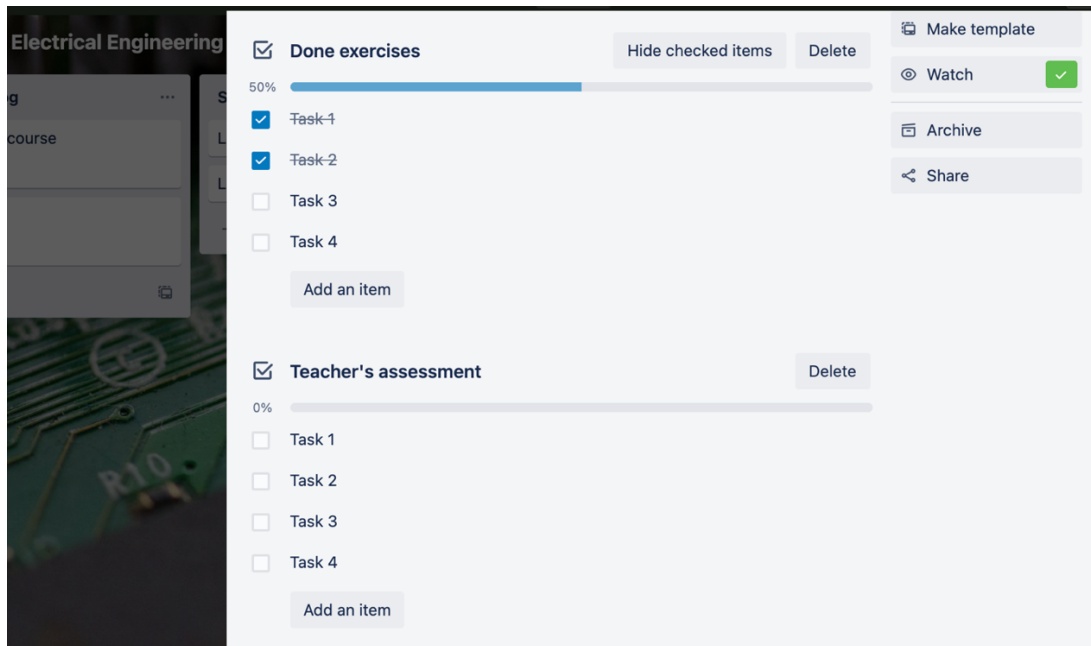 Electrical Engineering
g
...
course
S
L
L
R10
Done exercises
Hide checked items
Delete
50%
Task 1
Task 2
Task 3
Task 4
Add an item
Teacher's assessment
Delete
0%
Task 1
Task 2
Task 3
Task 4
Add an item
Make template
Watch
Archive
Share